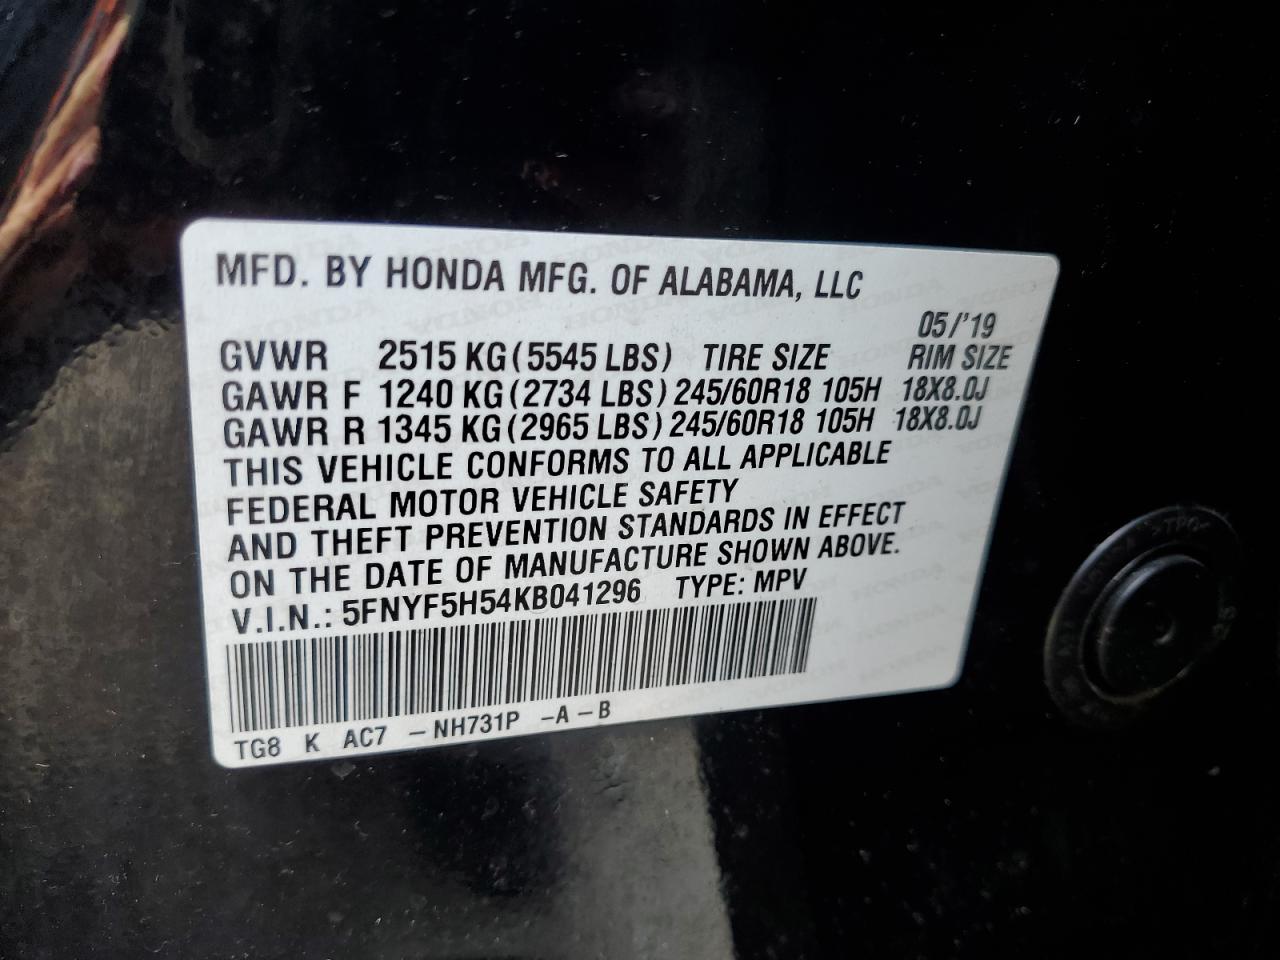 MFD. BY HONDA MFG. OF ALABAMA, LLC
05/'19
GVWR 2515 KG (5545 LBS) TIRE SIZE RIM SIZE
GAWR F 1240 KG (2734 LBS) 245/60R18 105H 18X8.0J
GAWR R 1345 KG (2965 LBS) 245/60R18 105H 18X8.0J
THIS VEHICLE CONFORMS TO ALL APPLICABLE
FEDERAL MOTOR VEHICLE SAFETY
AND THEFT PREVENTION STANDARDS IN EFFECT
ON THE DATE OF MANUFACTURE SHOWN ABOVE.
V.I.N.: 5FNYF5H54KB041296 TYPE: MPV
TG8 K AC7 -NH731P -A-B
>TPO<